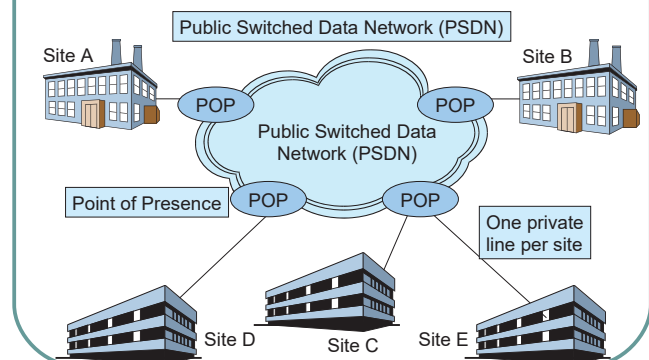 Public Switched Data Network (PSDN)
Site A
Site B
POP
POP
Public Switched Data
Network (PSDN)
Point of Presence
POP
POP
One private
line per site
Site D
Site C
Site E